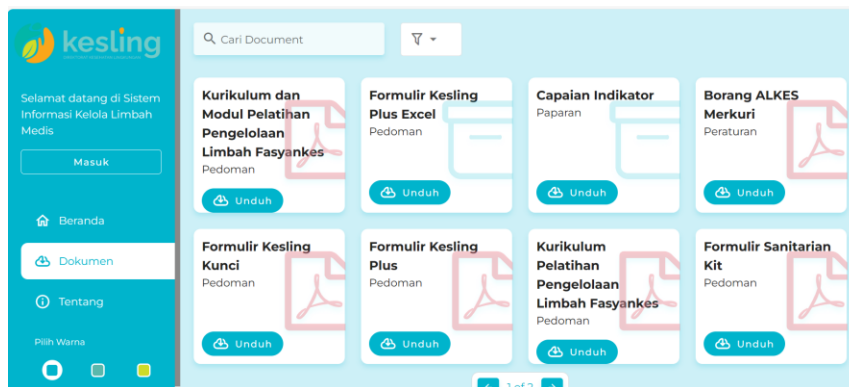 kesling
Selamat datang di Sistem
Informasi Kelola Limbah
Medis
Masuk
Beranda
Dokumen
Tentang
Pilih Warna
Cari Document
Kurikulum dan
Modul Pelatihan
Pengelolaan
Limbah Fasyankes
Pedoman
Unduh
Formulir Kesling
Plus Excel
Pedoman
Unduh
Capaian Indikator
Paparan
Unduh
Borang ALKES
Merkuri
Peraturan
Unduh
Formulir Kesling
Kunci
Pedoman
Unduh
Formulir Kesling
Plus
Pedoman
Unduh
Kurikulum
Pelatihan
Pengelolaan
Limbah Fasyankes
Pedoman
Unduh
Formulir Sanitarian
Kit
Pedoman
Unduh
1 of 2